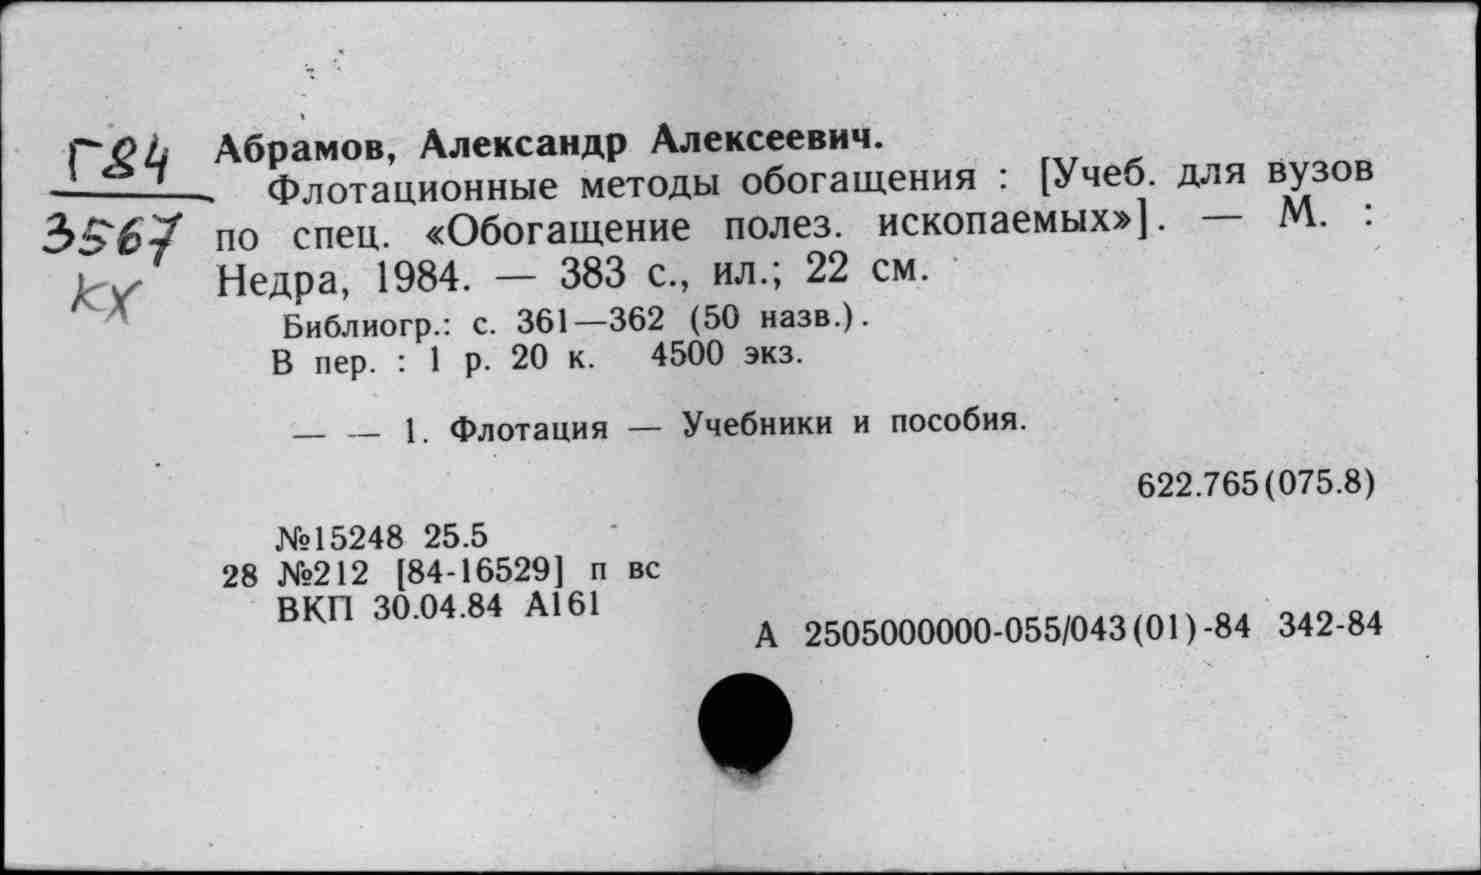 Г84
3567
кх
Абрамов, Александр Алексеевич.
Флотационные методы обогащения : [Учеб. для вузов
по спец. «Обогащение полез. ископаемых»]. — М. :
Недра, 1984. — 383 с., ил.; 22 см.
Библиогр.: с. 361—362 (50 назв.).
В пер. : 1 р. 20 к. 4500 экз.
— — 1. Флотация — Учебники и пособия.
622.765(075.8)
№15248 25.5
28 №212 [84-16529] п вс
ВКП 30.04.84 А161
А 2505000000-055/043(01)-84 342-84